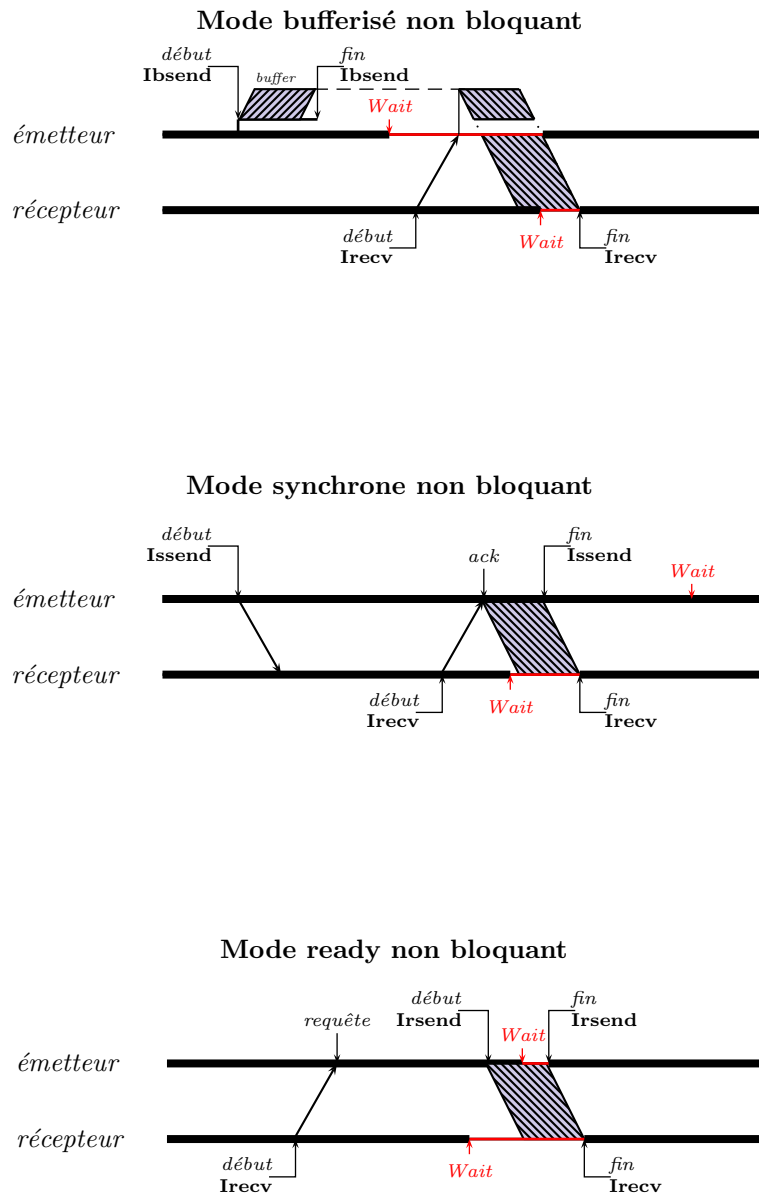 Mode bufferisé non bloquant
début
Ibsend
buffer
fin
Ibsend
Wait
émetteur
récepteur
début
Irecv
Wait
fin
Irecv
Mode synchrone non bloquant
début
Issend
ack
fin
Issend
Wait
émetteur
récepteur
début
Irecv
Wait
fin
Irecv
Mode ready non bloquant
requête
début
Irsend
Wait
fin
Irsend
émetteur
récepteur
début
Irecv
Wait
fin
Irecv